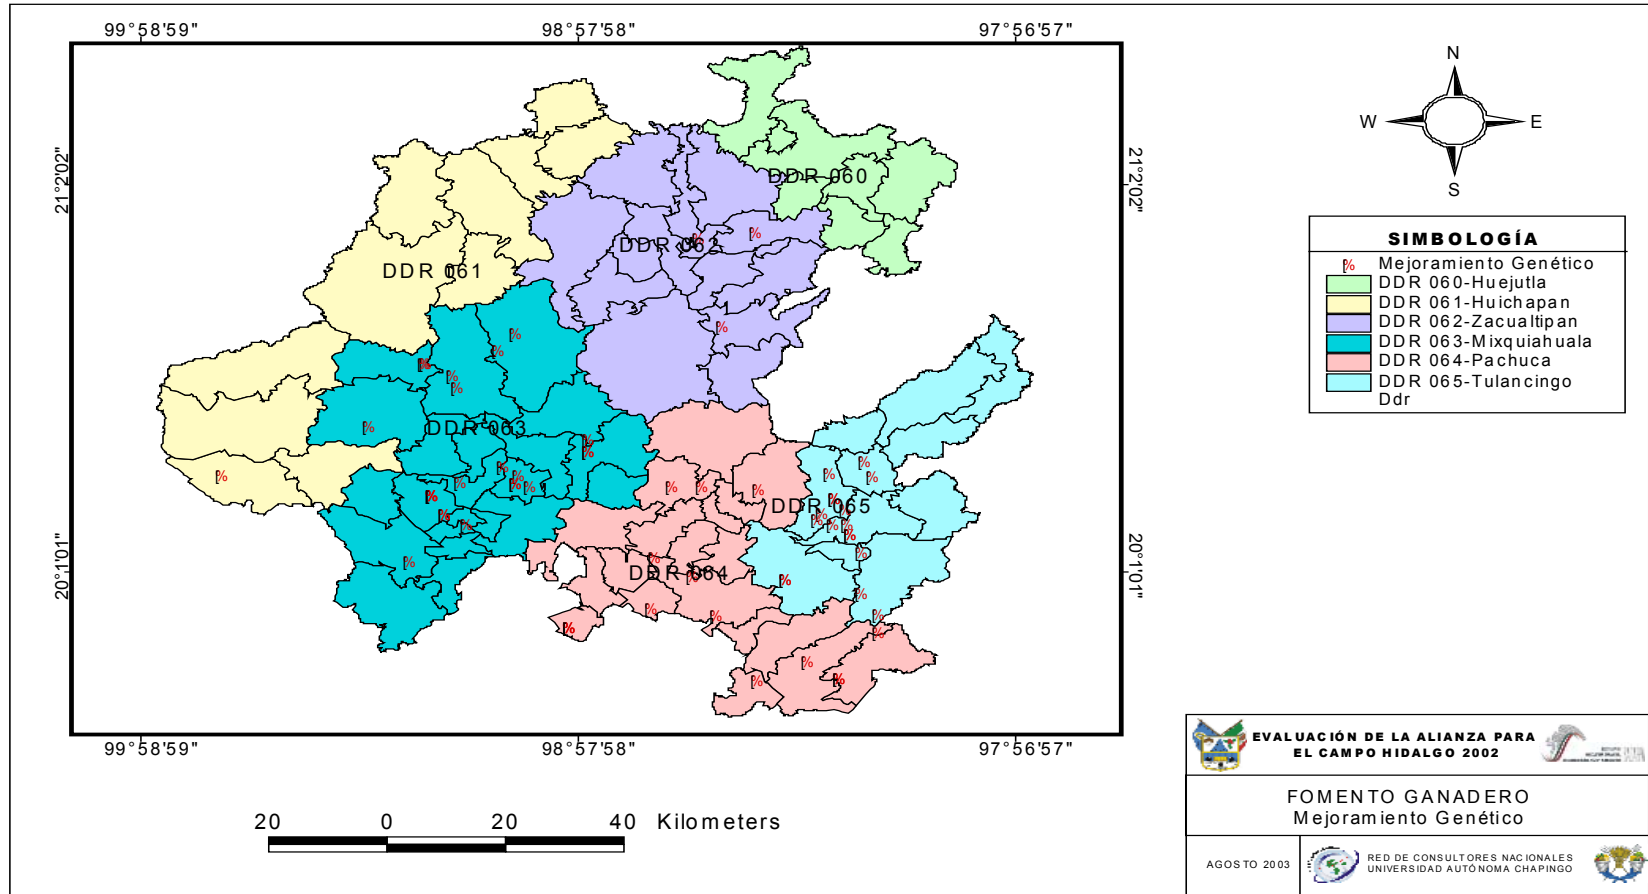 99°58'59"
98°57'58"
97°56'57"
N
W
E
S
21°2'02"
21°2'02"
DDR 060
DDR 062
DDR 061
DDR 063
DDR 065
DDR 064
20°1'01"
20°1'01"
SIMBOLOGÍA
Mejoramiento Genético
DDR 060-Huejutla
DDR 061-Huichapan
DDR 062-Zacualtipan
DDR 063-Mixquiahuala
DDR 064-Pachuca
DDR 065-Tulancingo
Ddr
99°58'59"
98°57'58"
97°56'57"
20 0 20 40 Kilometers
EVALUACIÓN DE LA ALIANZA PARA
EL CAMPO HIDALGO 2002
FOMENTO GANADERO
Mejoramiento Genético
AGOSTO 2003
RED DE CONSULTORES NACIONALES
UNIVERSIDAD AUTÓNOMA CHAPINGO